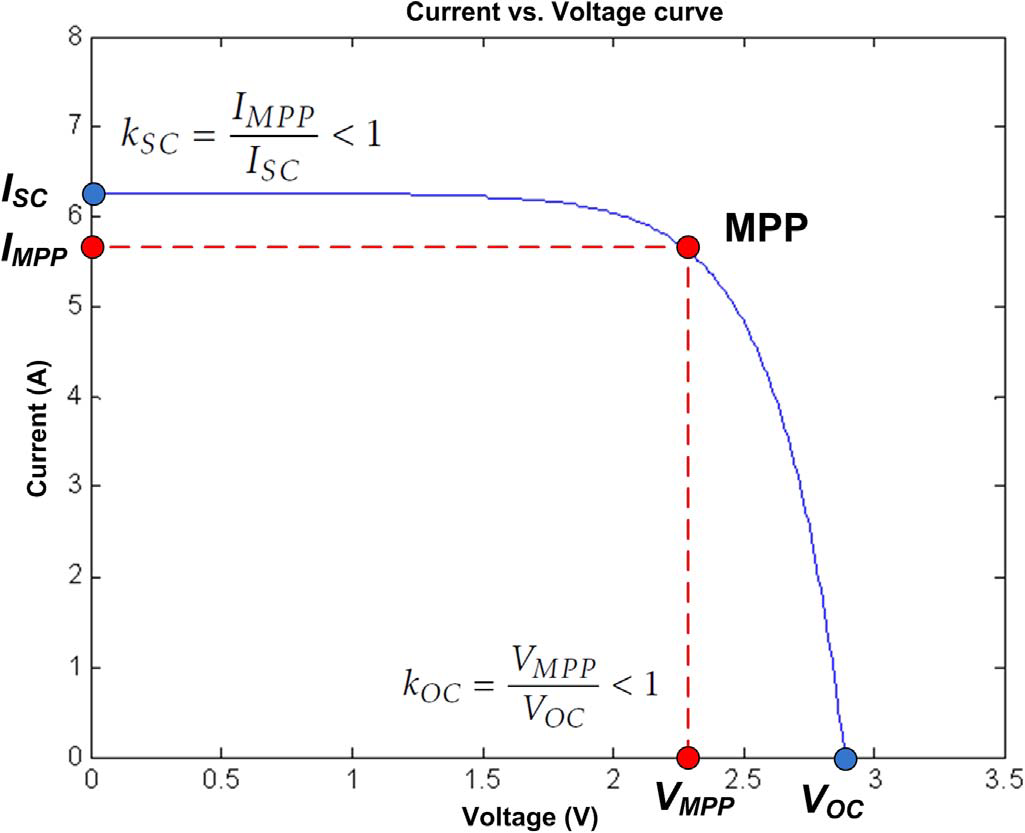 Current vs. Voltage curve
8
7
k_SC = I_MPP / I_SC < 1
I_SC
6
I_MPP
MPP
5
4
3
2
1
0
Current (A)
k_OC = V_MPP / V_OC < 1
0 0.5 1 1.5 2 2.5 3 3.5
V_MPP V_OC
Voltage (V)